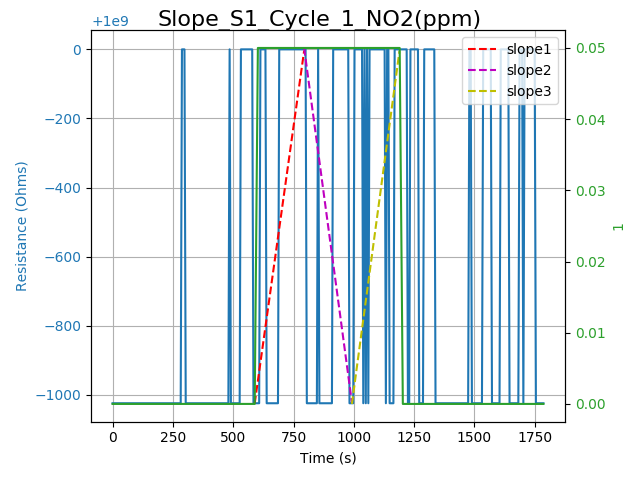 Slope_S1_Cycle_1_NO2(ppm)
+1e9
0
−200
−400
−600
−800
−1000
Resistance (Ohms)
0.05
0.04
0.03
0.02
0.01
0.00
1
slope1
slope2
slope3
0 250 500 750 1000 1250 1500 1750
Time (s)